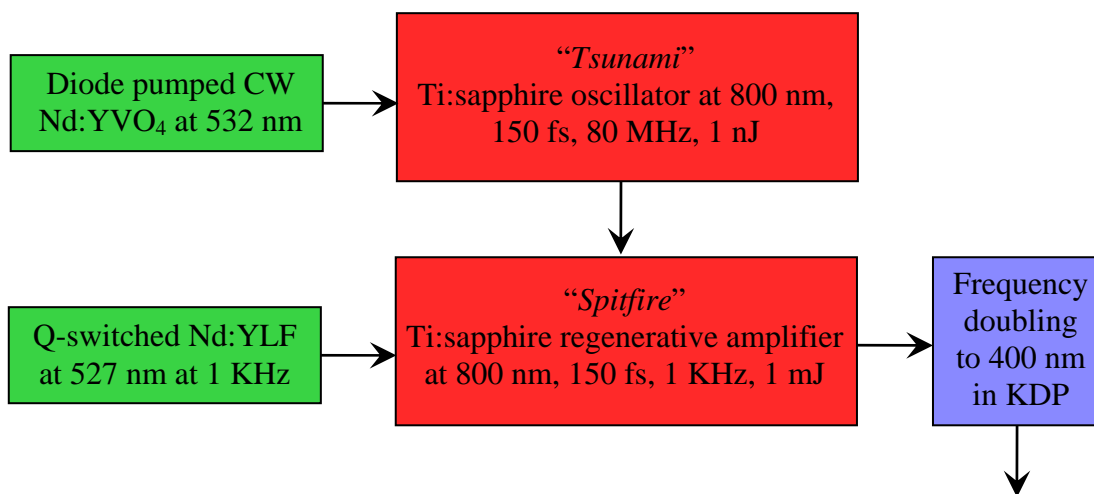 Diode pumped CW
Nd:YVO₄ at 532 nm
“Tsunami”
Ti:sapphire oscillator at 800 nm,
150 fs, 80 MHz, 1 nJ
Q-switched Nd:YLF
at 527 nm at 1 KHz
“Spitfire”
Ti:sapphire regenerative amplifier
at 800 nm, 150 fs, 1 KHz, 1 mJ
Frequency
doubling
to 400 nm
in KDP